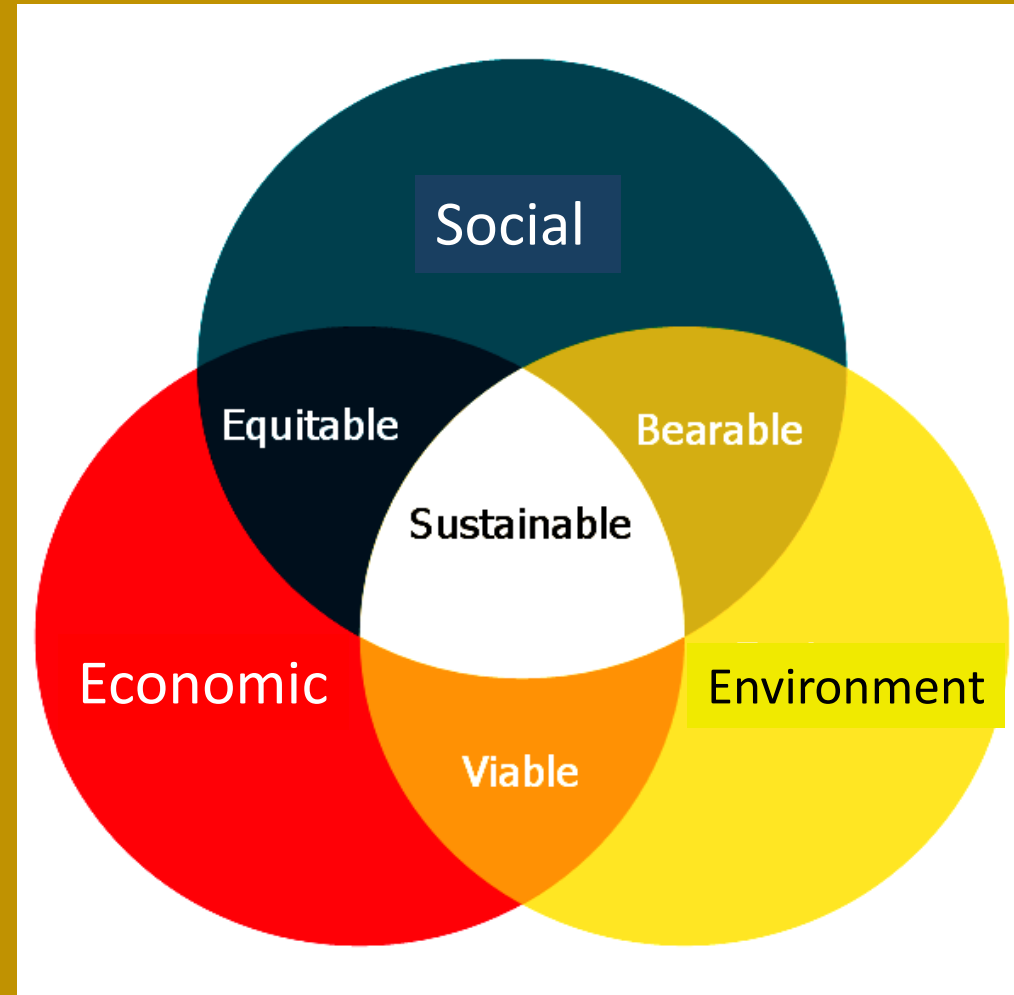 Social
Equitable
Bearable
Sustainable
Economic
Environment
Viable